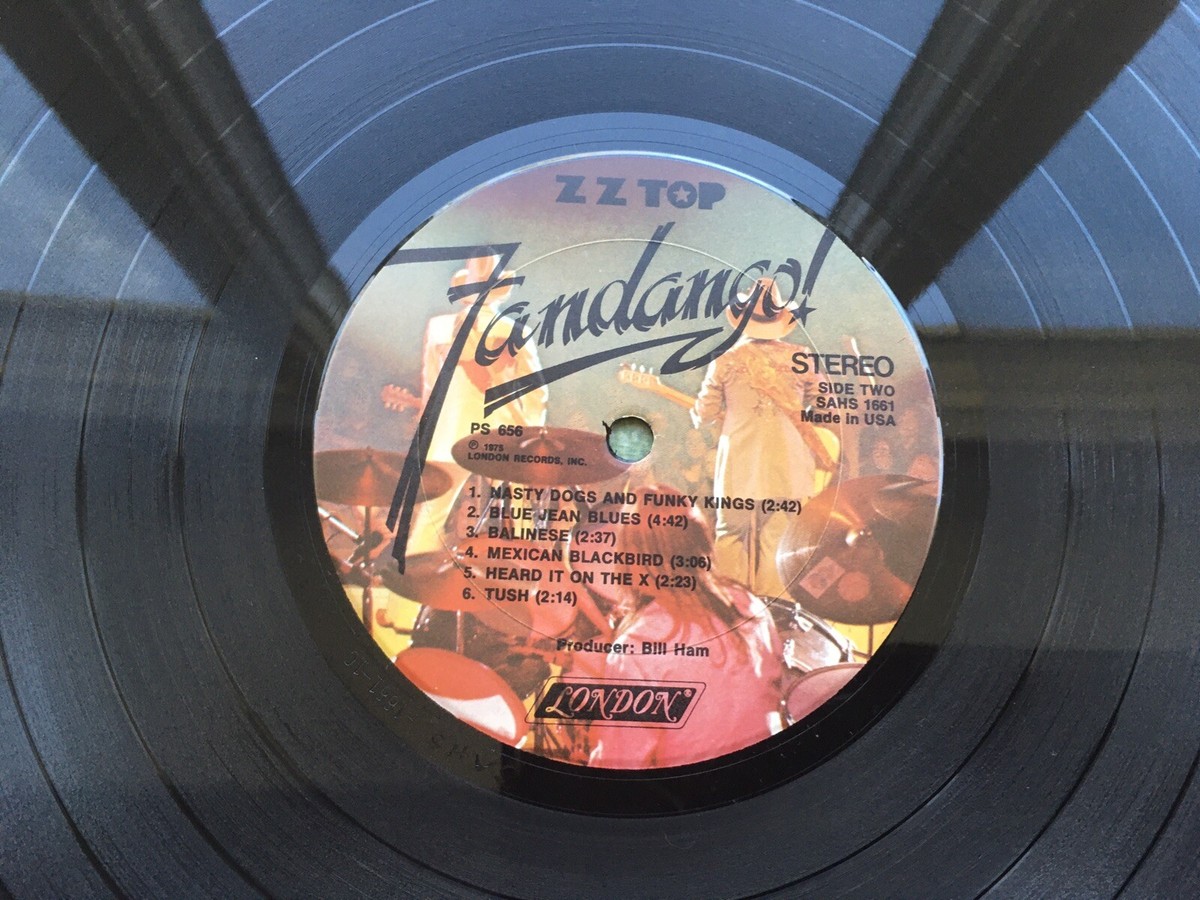 ZZ TOP
Fandango!
STEREO
SIDE TWO
SAHS 1661
Made in USA
PS 656
℗ 1975
LONDON RECORDS, INC.
1. NASTY DOGS AND FUNKY KINGS (2:42)
2. BLUE JEAN BLUES (4:42)
3. BALINESE (2:37)
4. MEXICAN BLACKBIRD (3:06)
5. HEARD IT ON THE X (2:23)
6. TUSH (2:14)
Producer: Bill Ham
LONDON®